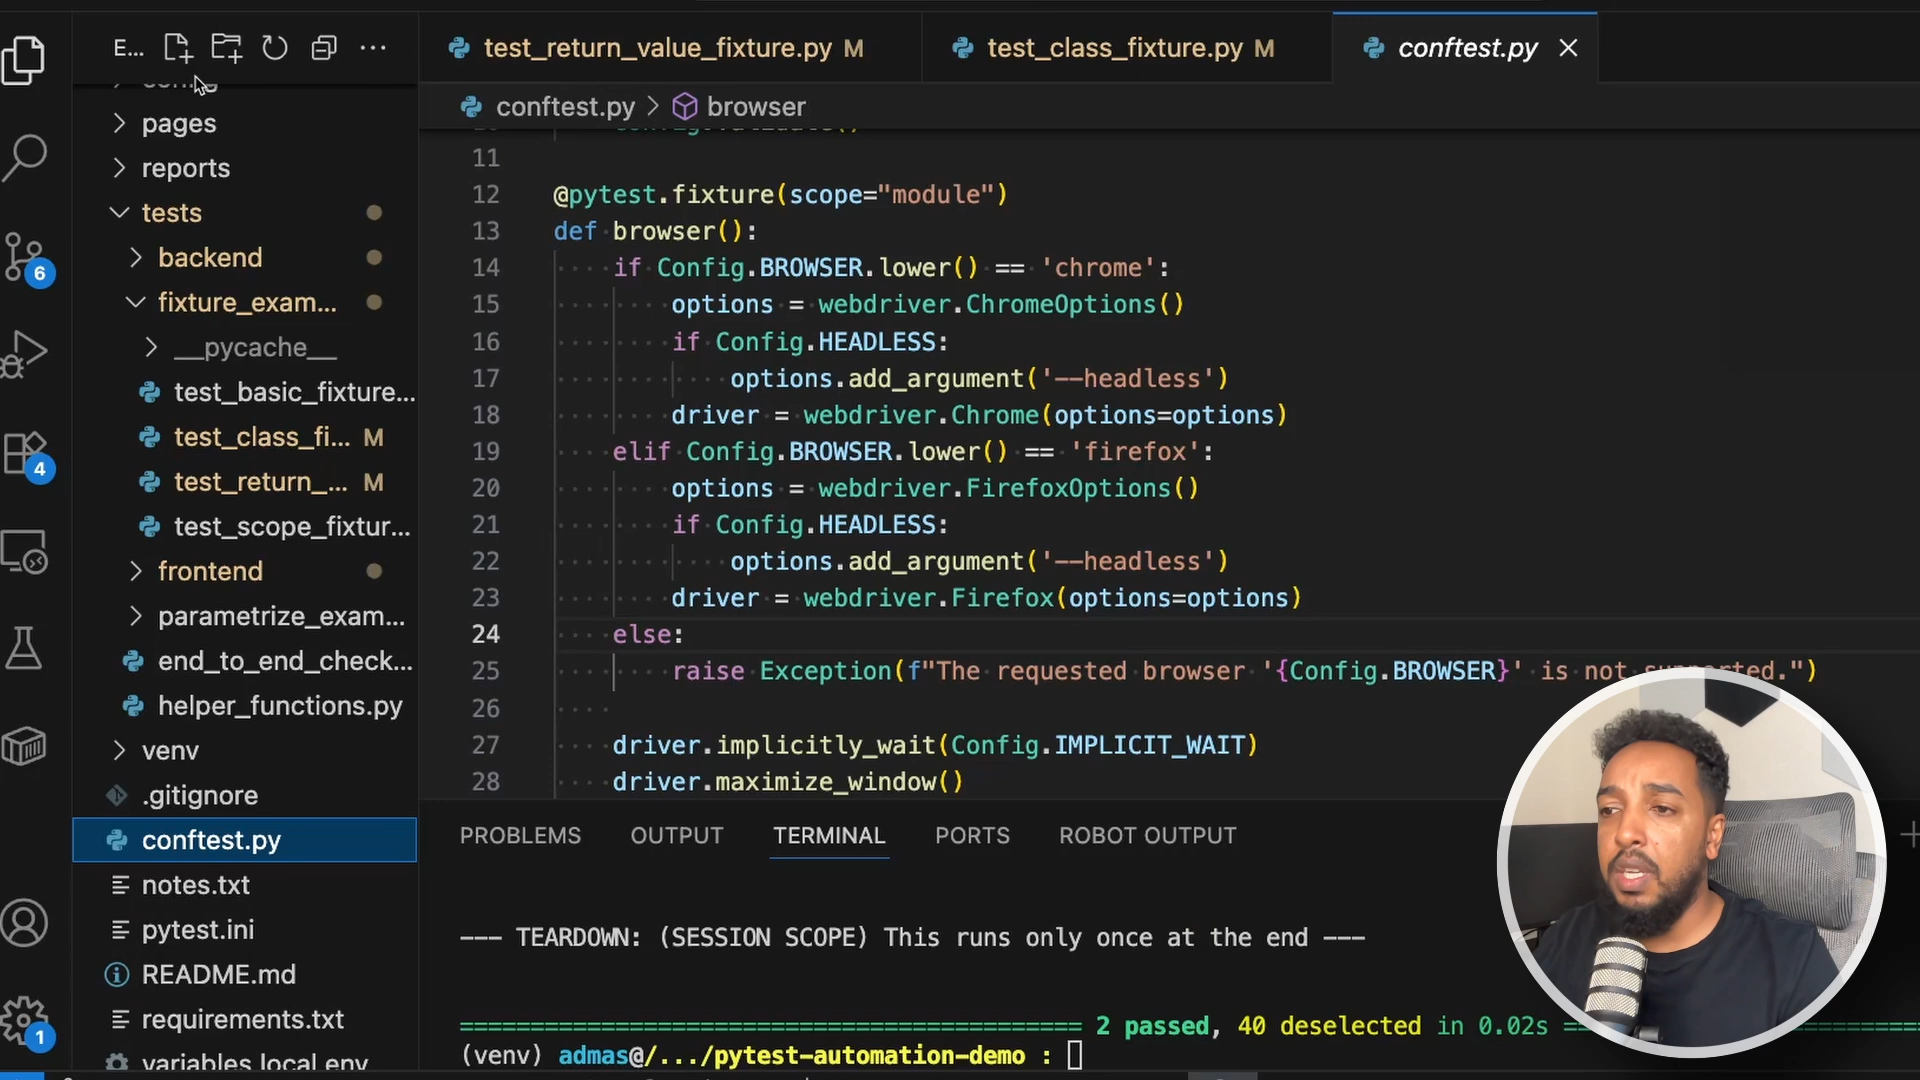 E...
test_return_value_fixture.py M
test_class_fixture.py M
conftest.py
conftest.py > browser
pages
reports
tests
backend
fixture_exam...
__pycache__
test_basic_fixture...
test_class_fi... M
test_return_... M
test_scope_fixtur...
frontend
parametrize_exam...
end_to_end_check...
helper_functions.py
venv
.gitignore
conftest.py
notes.txt
pytest.ini
README.md
requirements.txt
variables.local.env
6
4
1
11
12 @pytest.fixture(scope="module")
13 def browser():
14 if Config.BROWSER.lower() == 'chrome':
15 options = webdriver.ChromeOptions()
16 if Config.HEADLESS:
17 options.add_argument('--headless')
18 driver = webdriver.Chrome(options=options)
19 elif Config.BROWSER.lower() == 'firefox':
20 options = webdriver.FirefoxOptions()
21 if Config.HEADLESS:
22 options.add_argument('--headless')
23 driver = webdriver.Firefox(options=options)
24 else:
25 raise Exception(f"The requested browser '{Config.BROWSER}' is not supported.")
26
27 driver.implicitly_wait(Config.IMPLICIT_WAIT)
28 driver.maximize_window()
PROBLEMS OUTPUT TERMINAL PORTS ROBOT OUTPUT
--- TEARDOWN: (SESSION SCOPE) This runs only once at the end ---
2 passed, 40 deselected in 0.02s
(venv) admas@/.../pytest-automation-demo :